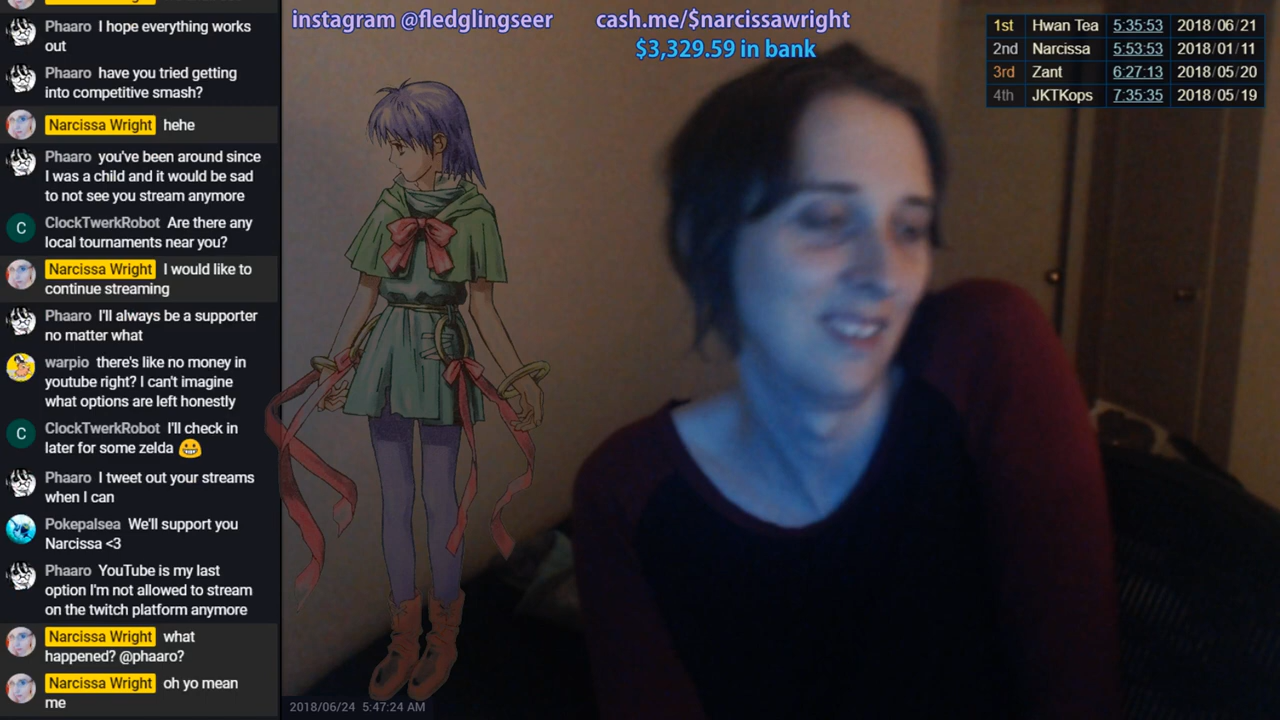 Narcissa Wright
Phaaro I hope everything works
out
Phaaro have you tried getting
into competitive smash?
Narcissa Wright hehe
Phaaro you've been around since
I was a child and it would be sad
to not see you stream anymore
C
ClockTwerkRobot Are there any
local tournaments near you?
Narcissa Wright I would like to
continue streaming
Phaaro I'll always be a supporter
no matter what
warpio there's like no money in
youtube right? I can't imagine
what options are left honestly
C
ClockTwerkRobot I'll check in
later for some zelda 😬
Phaaro I tweet out your streams
when I can
Pokepalsea We'll support you
Narcissa <3
Phaaro YouTube is my last
option I'm not allowed to stream
on the twitch platform anymore
Narcissa Wright what
happened? @phaaro?
Narcissa Wright oh yo mean
me
instagram @fledglingseer
cash.me/$narcissawright
$3,329.59 in bank
1st Hwan Tea 5:35:53 2018/06/21
2nd Narcissa 5:53:53 2018/01/11
3rd Zant 6:27:13 2018/05/20
4th JKTKops 7:35:35 2018/05/19
2018/06/24 5:47:24 AM